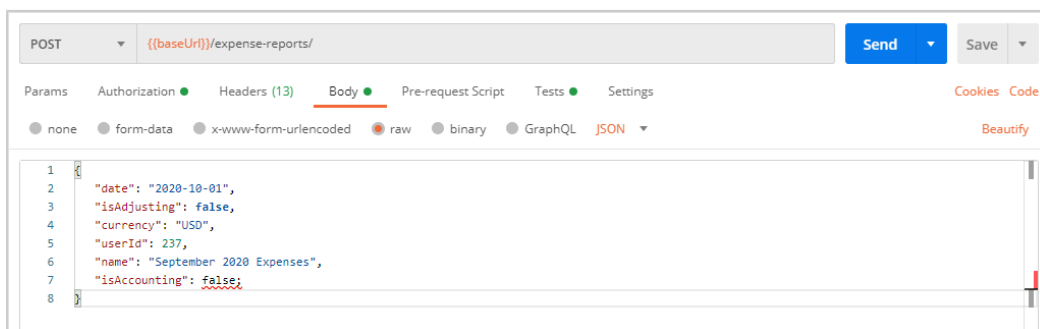 POST {{baseUrl}}/expense-reports/ Send Save
Params Authorization Headers (13) Body Pre-request Script Tests Settings Cookies Code
none form-data x-www-form-urlencoded raw binary GraphQL JSON Beautify
1 {
2 "date": "2020-10-01",
3 "isAdjusting": false,
4 "currency": "USD",
5 "userId": 237,
6 "name": "September 2020 Expenses",
7 "isAccounting": false;
8 }